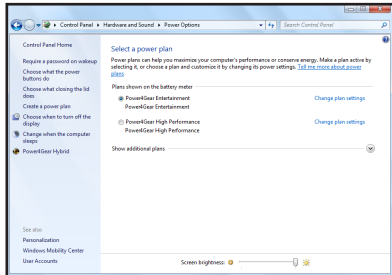 Control Panel ▸ Hardware and Sound ▸ Power Options
Search Control Panel
Control Panel Home
Require a password on wakeup
Choose what the power
buttons do
Choose what closing the lid
does
Create a power plan
Choose when to turn off the
display
Change when the computer
sleeps
Power4Gear Hybrid
See also
Personalization
Windows Mobility Center
User Accounts
Select a power plan
Power plans can help you maximize your computer's performance or conserve energy. Make a plan active by
selecting it, or choose a plan and customize it by changing its power settings. Tell me more about power
plans
Plans shown on the battery meter
Power4Gear Entertainment Change plan settings
Power4Gear Entertainment
Power4Gear High Performance Change plan settings
Power4Gear High Performance
Show additional plans
Screen brightness: